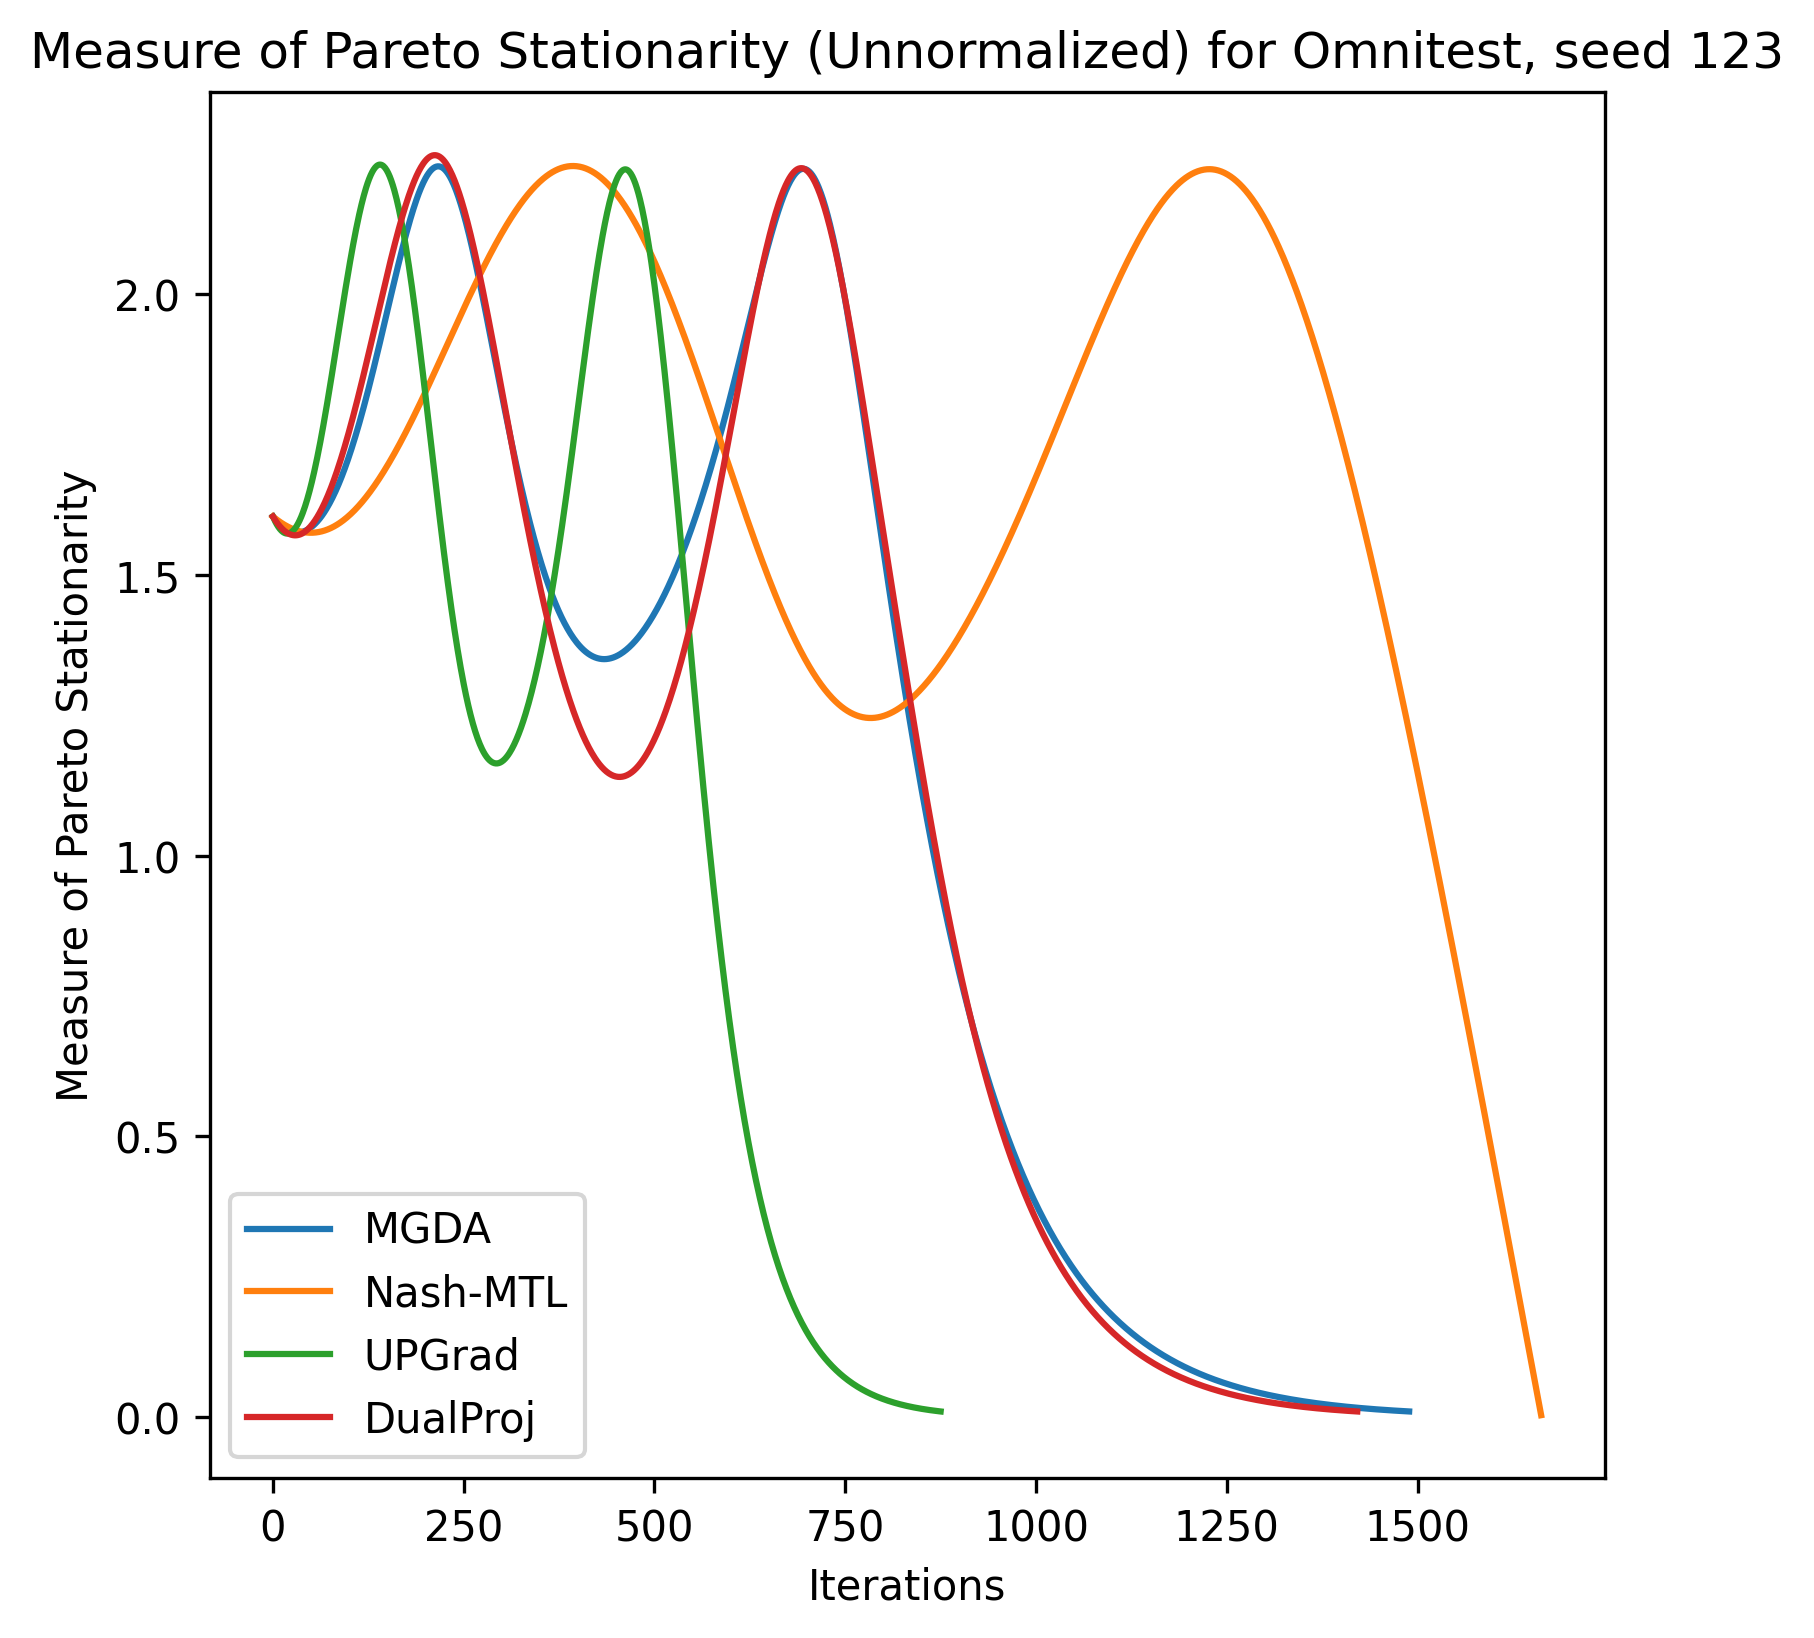 Measure of Pareto Stationarity (Unnormalized) for Omnitest, seed 123
Measure of Pareto Stationarity
2.0
1.5
1.0
0.5
0.0
MGDA
Nash-MTL
UPGrad
DualProj
0 250 500 750 1000 1250 1500
Iterations